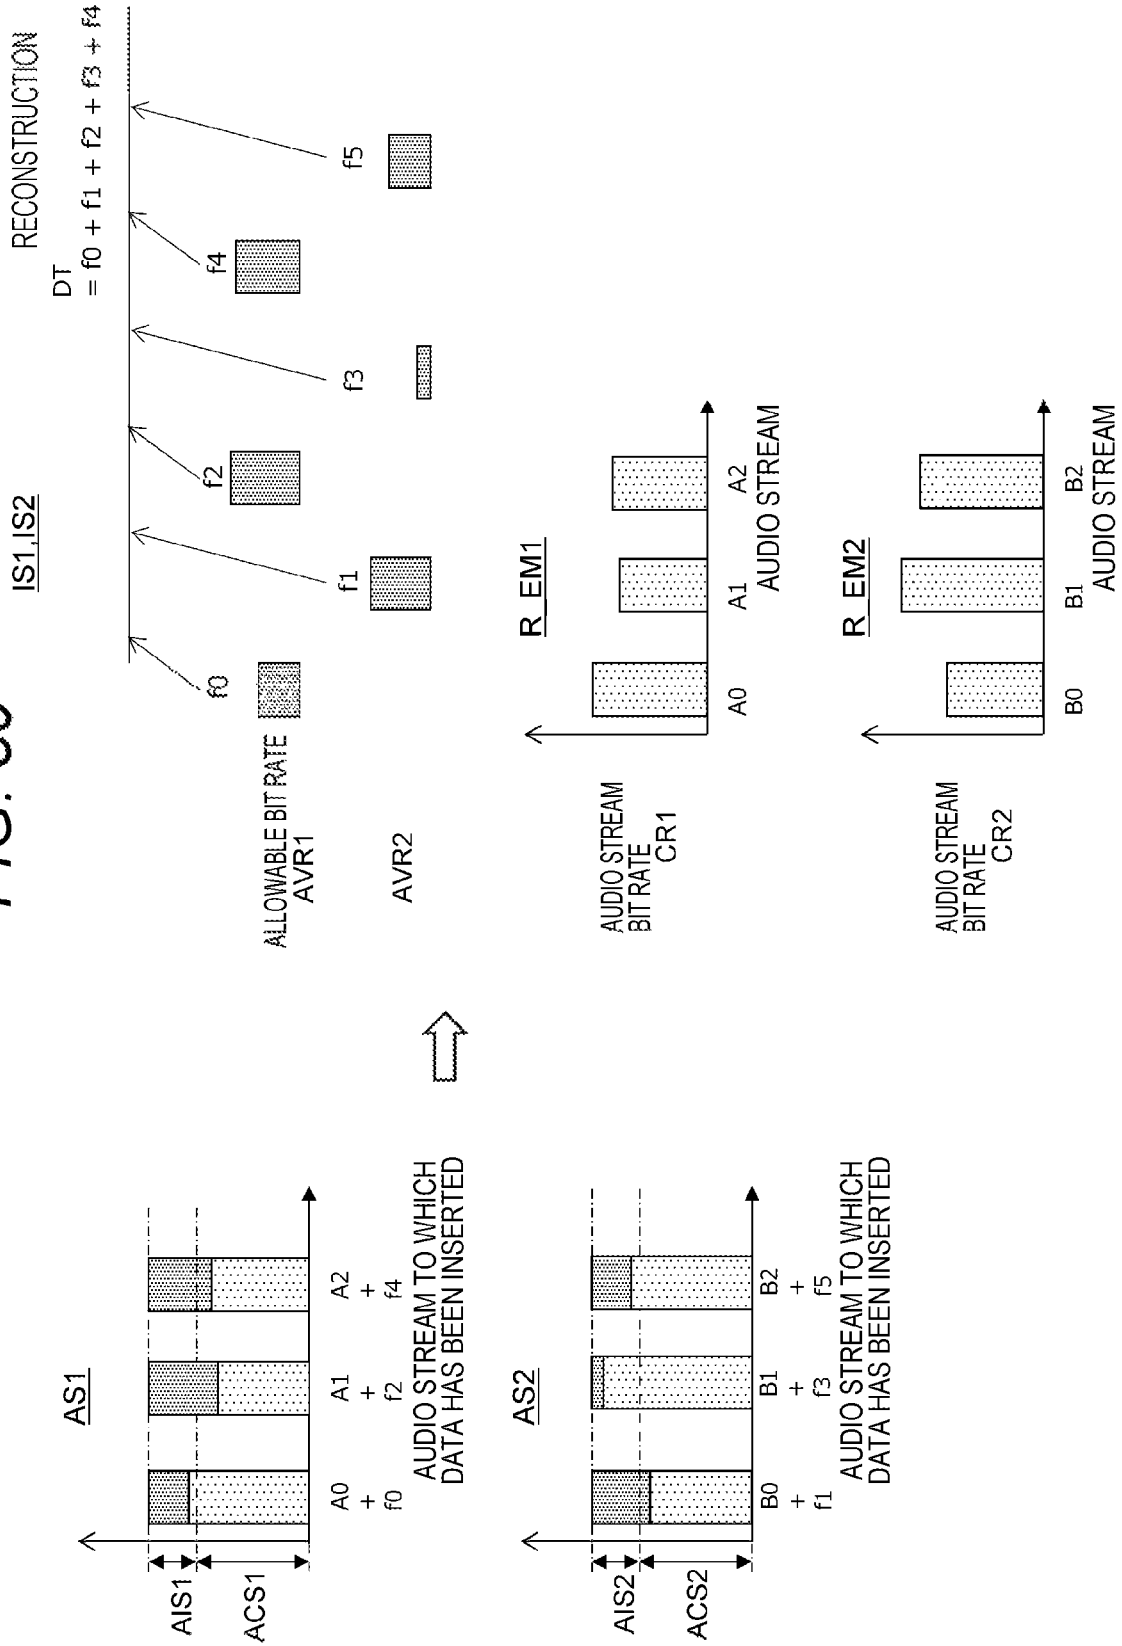 IS1,IS2
RECONSTRUCTION
DT
= f0 + f1 + f2 + f3 + f4
f0
f1
f2
f3
f4
f5
ALLOWABLE BIT RATE
AVR1
AVR2
AS1
AIS1
ACS1
A0
+
f0
A1
+
f2
A2
+
f4
AUDIO STREAM TO WHICH
DATA HAS BEEN INSERTED
AS2
AIS2
ACS2
B0
+
f1
B1
+
f3
B2
+
f5
AUDIO STREAM TO WHICH
DATA HAS BEEN INSERTED
R_EM1
AUDIO STREAM
BIT RATE
CR1
A0
A1
A2
AUDIO STREAM
R_EM2
AUDIO STREAM
BIT RATE
CR2
B0
B1
B2
AUDIO STREAM